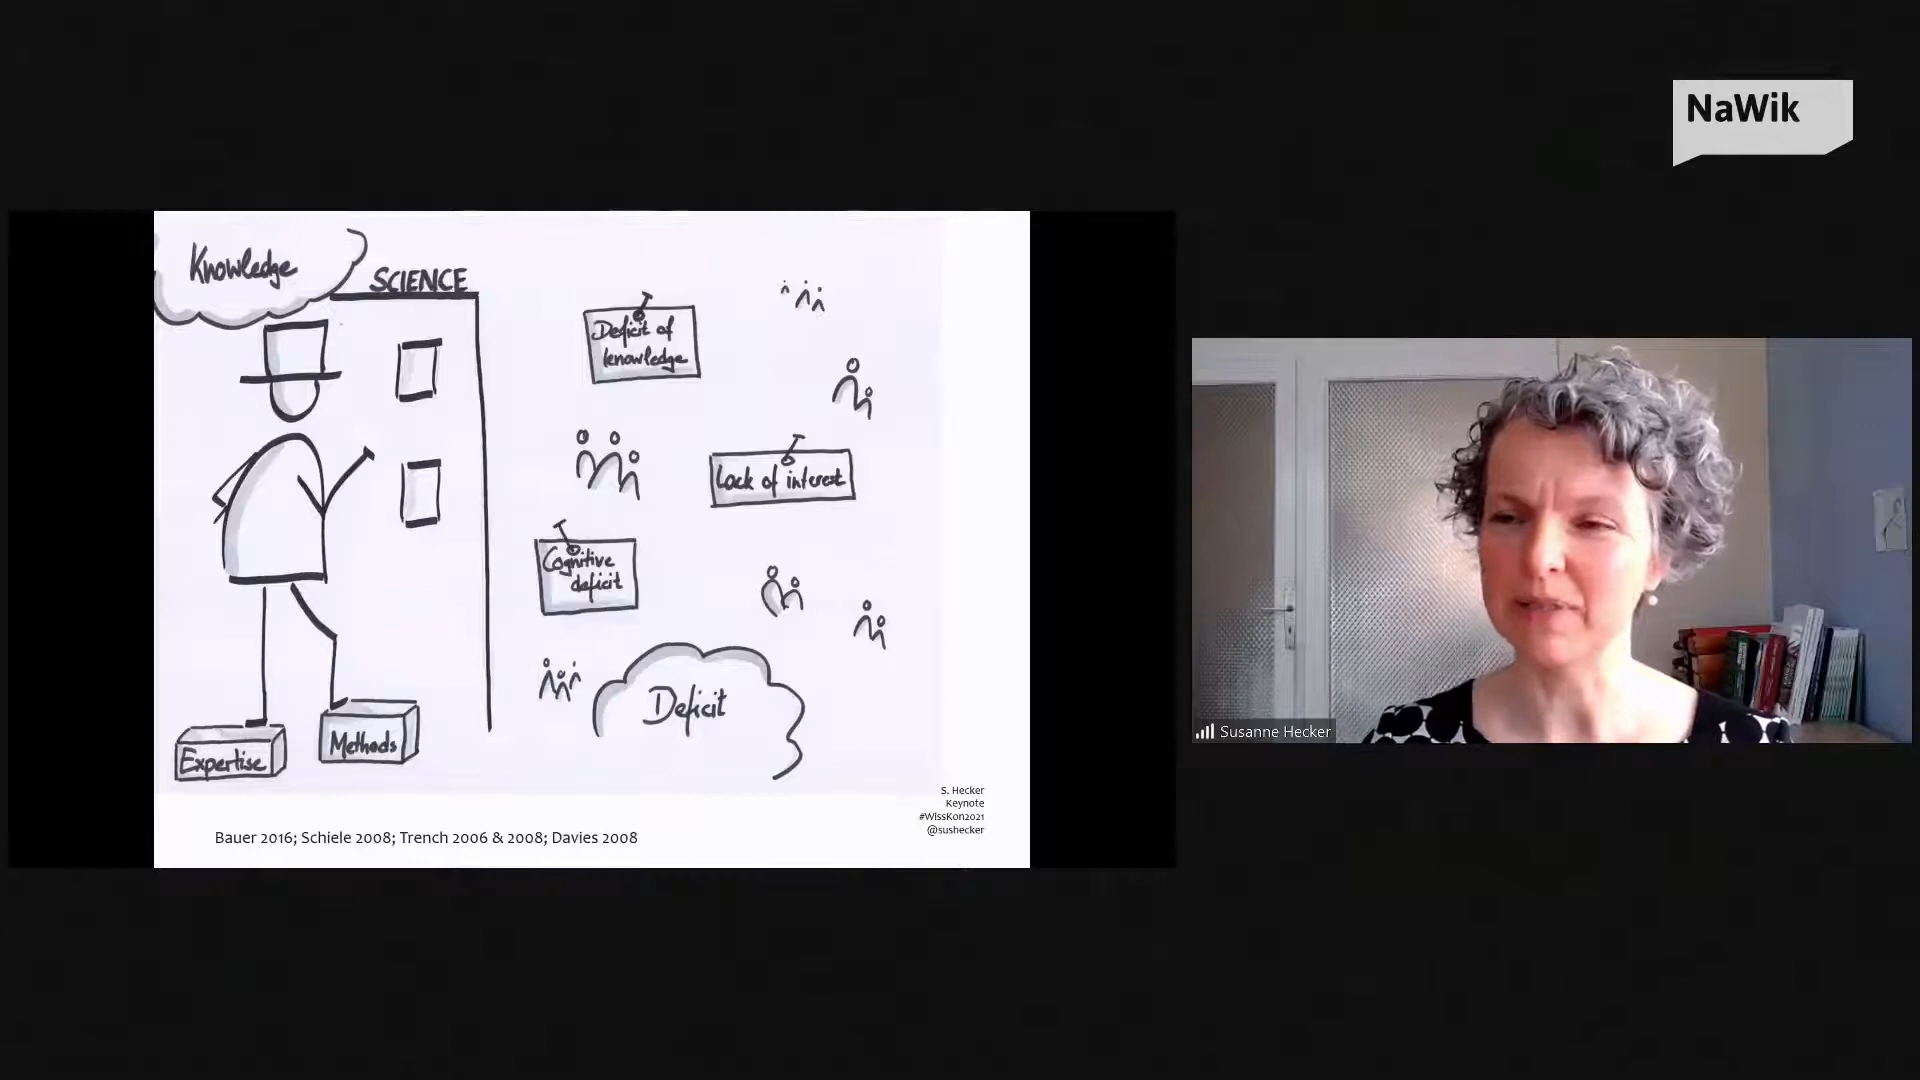 NaWik
Knowledge
SCIENCE
Deficit of
knowledge
Lack of interest
Cognitive
deficit
Deficit
Expertise
Methods
S. Hecker
Keynote
#WissKon2021
@sushecker
Bauer 2016; Schiele 2008; Trench 2006 & 2008; Davies 2008
Susanne Hecker